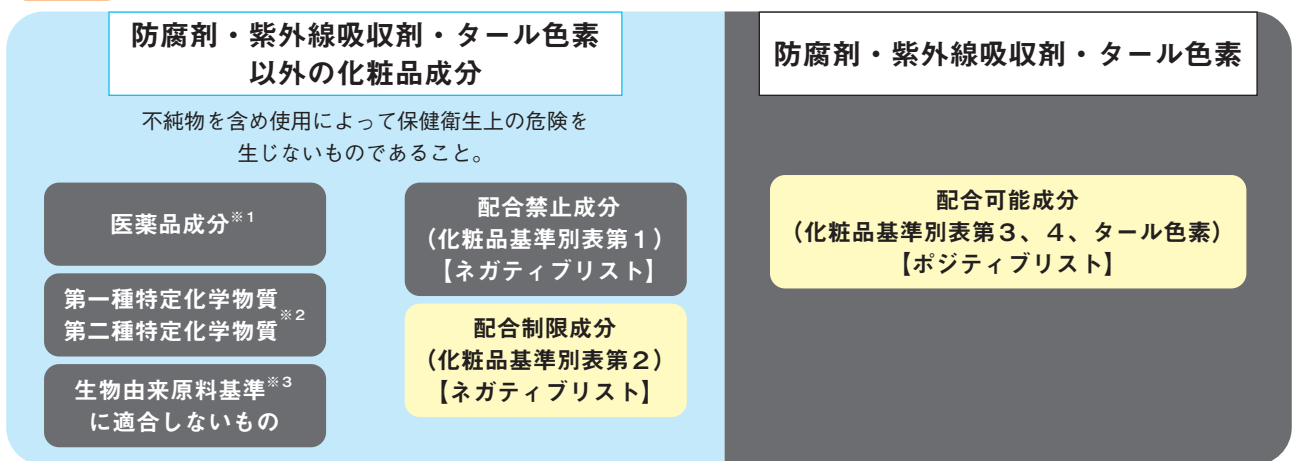 防腐剤・紫外線吸収剤・タール色素
以外の化粧品成分
不純物を含め使用によって保健衛生上の危険を
生じないものであること。
医薬品成分※1
第一種特定化学物質
第二種特定化学物質※2
生物由来原料基準※3
に適合しないもの
配合禁止成分
（化粧品基準別表第１）
【ネガティブリスト】
配合制限成分
（化粧品基準別表第２）
【ネガティブリスト】
防腐剤・紫外線吸収剤・タール色素
配合可能成分
（化粧品基準別表第３、４、タール色素）
【ポジティブリスト】